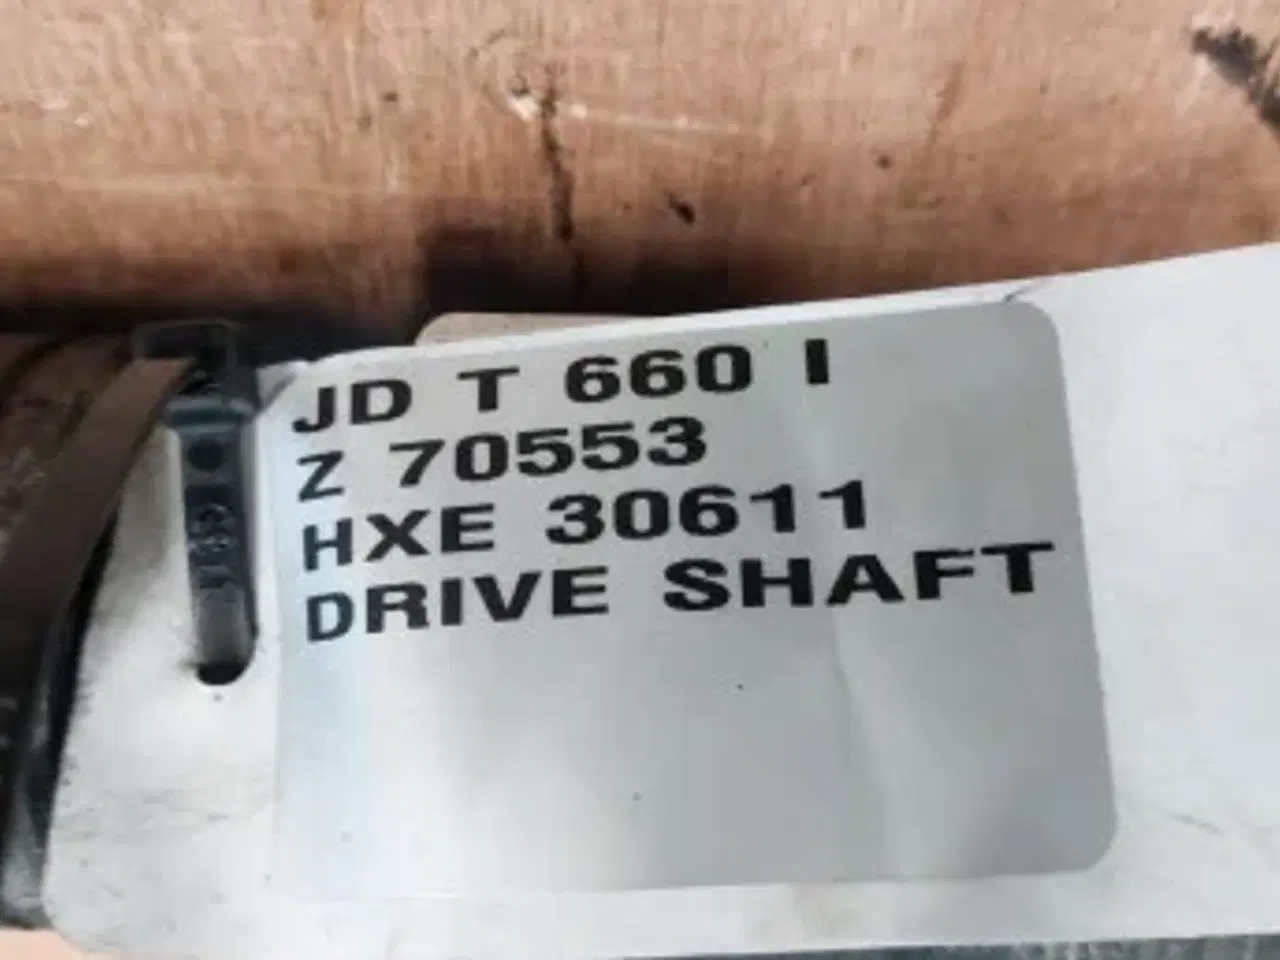 JD T 660 I
Z 70553
HXE 30611
DRIVE SHAFT